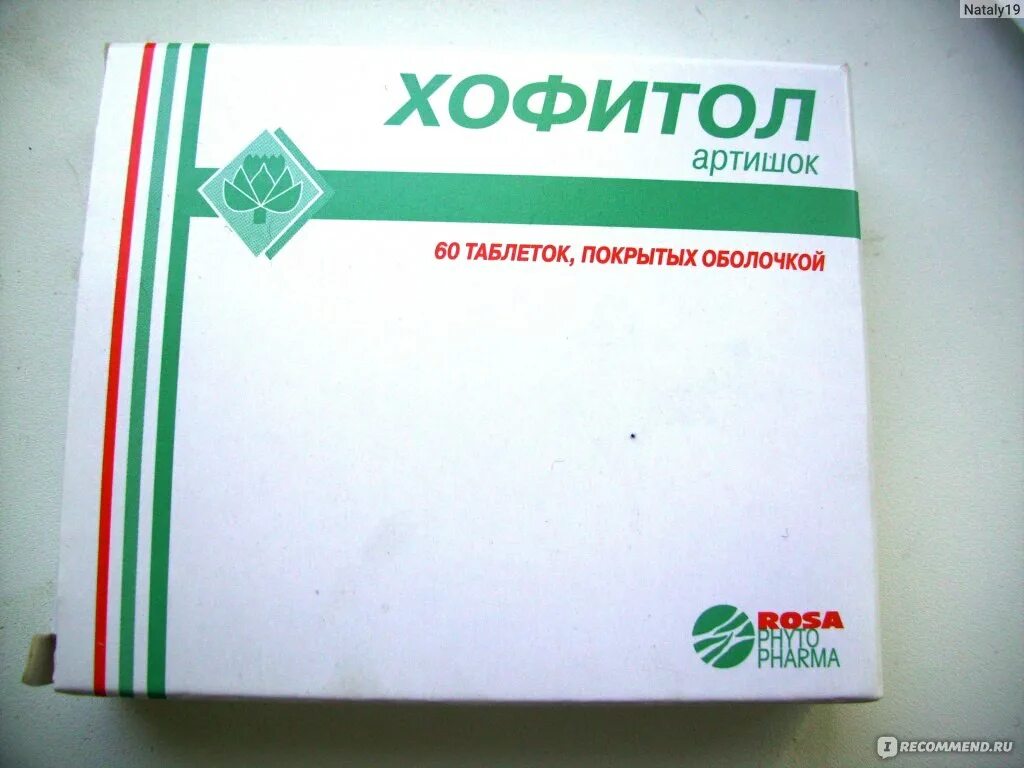 Nataly19
ХОФИТОЛ
артишок
60 ТАБЛЕТОК, ПОКРЫТЫХ ОБОЛОЧКОЙ
ROSA
PHYTO
PHARMA
I RECOMMEND.RU